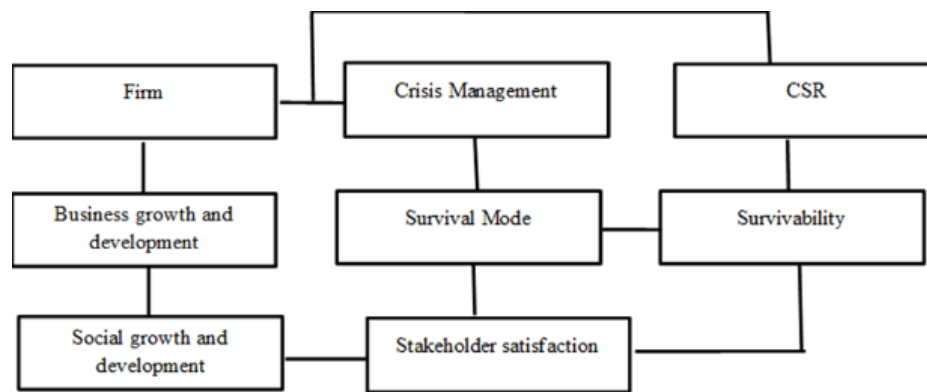 Firm
Crisis Management
CSR
Business growth and
development
Survival Mode
Survivability
Social growth and
development
Stakeholder satisfaction